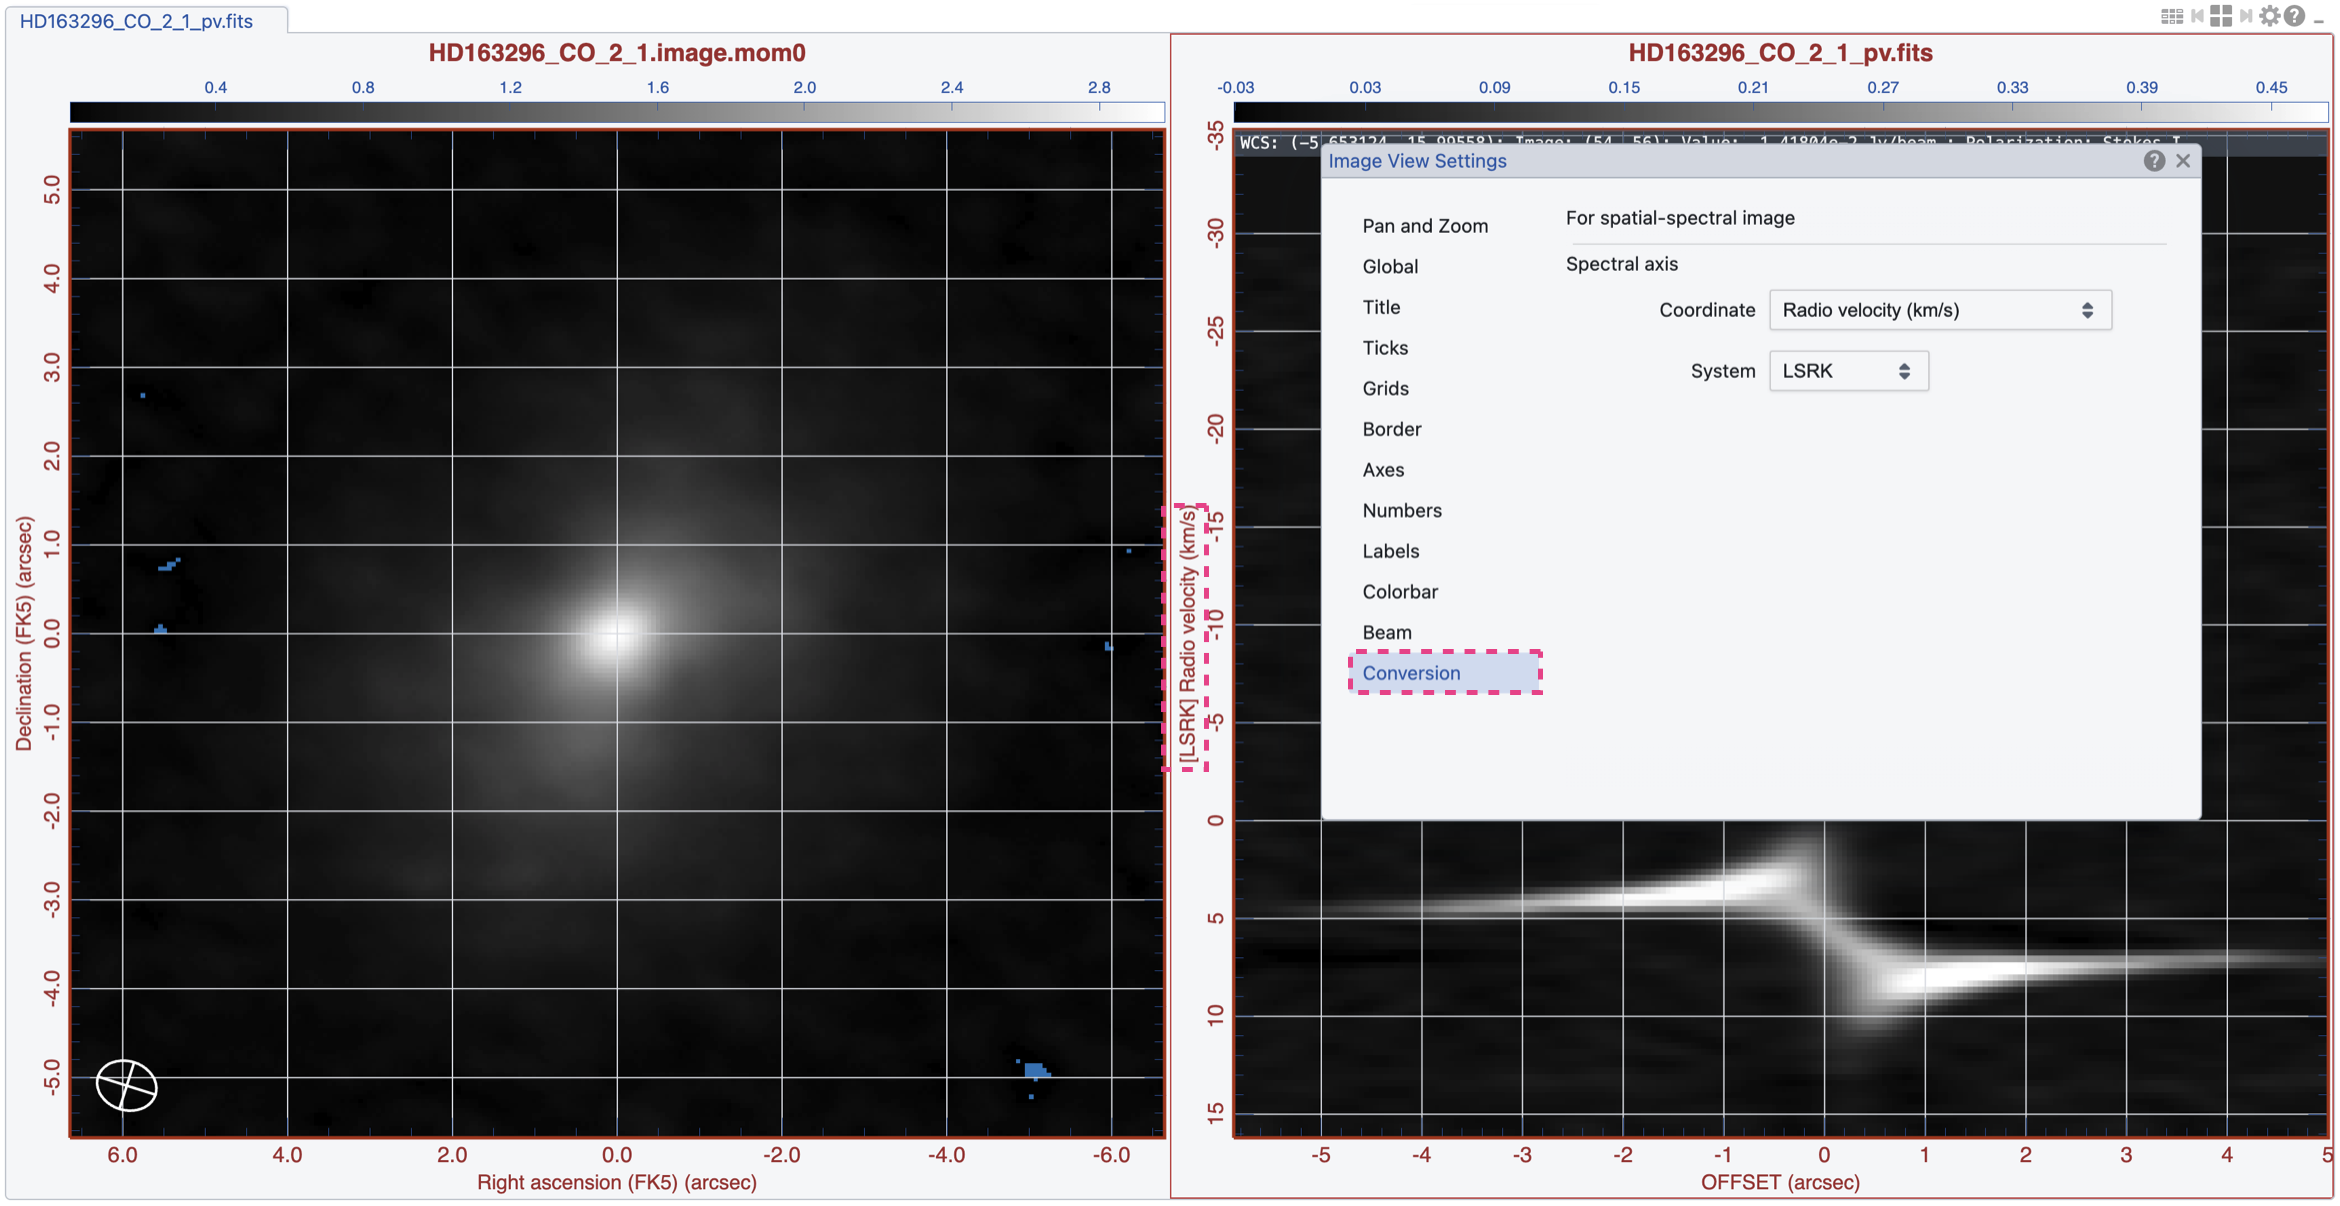 HD163296_CO_2_1_pv.fits
HD163296_CO_2_1.image.mom0
0.4 0.8 1.2 1.6 2.0 2.4 2.8
5.0
4.0
3.0
2.0
1.0
0.0
-1.0
-2.0
-3.0
-4.0
-5.0
Declination (FK5) (arcsec)
6.0 4.0 2.0 0.0 -2.0 -4.0 -6.0
Right ascension (FK5) (arcsec)
HD163296_CO_2_1_pv.fits
-0.03 0.03 0.09 0.15 0.21 0.27 0.33 0.39 0.45
-35
-30
-25
-20
-15
-10
-5
0
5
10
15
[LSRK] Radio velocity (km/s)
WCS: (-5
Image View Settings
Pan and Zoom
Global
Title
Ticks
Grids
Border
Axes
Numbers
Labels
Colorbar
Beam
Conversion
For spatial-spectral image
Spectral axis
Coordinate Radio velocity (km/s)
System LSRK
-5 -4 -3 -2 -1 0 1 2 3 4 5
OFFSET (arcsec)